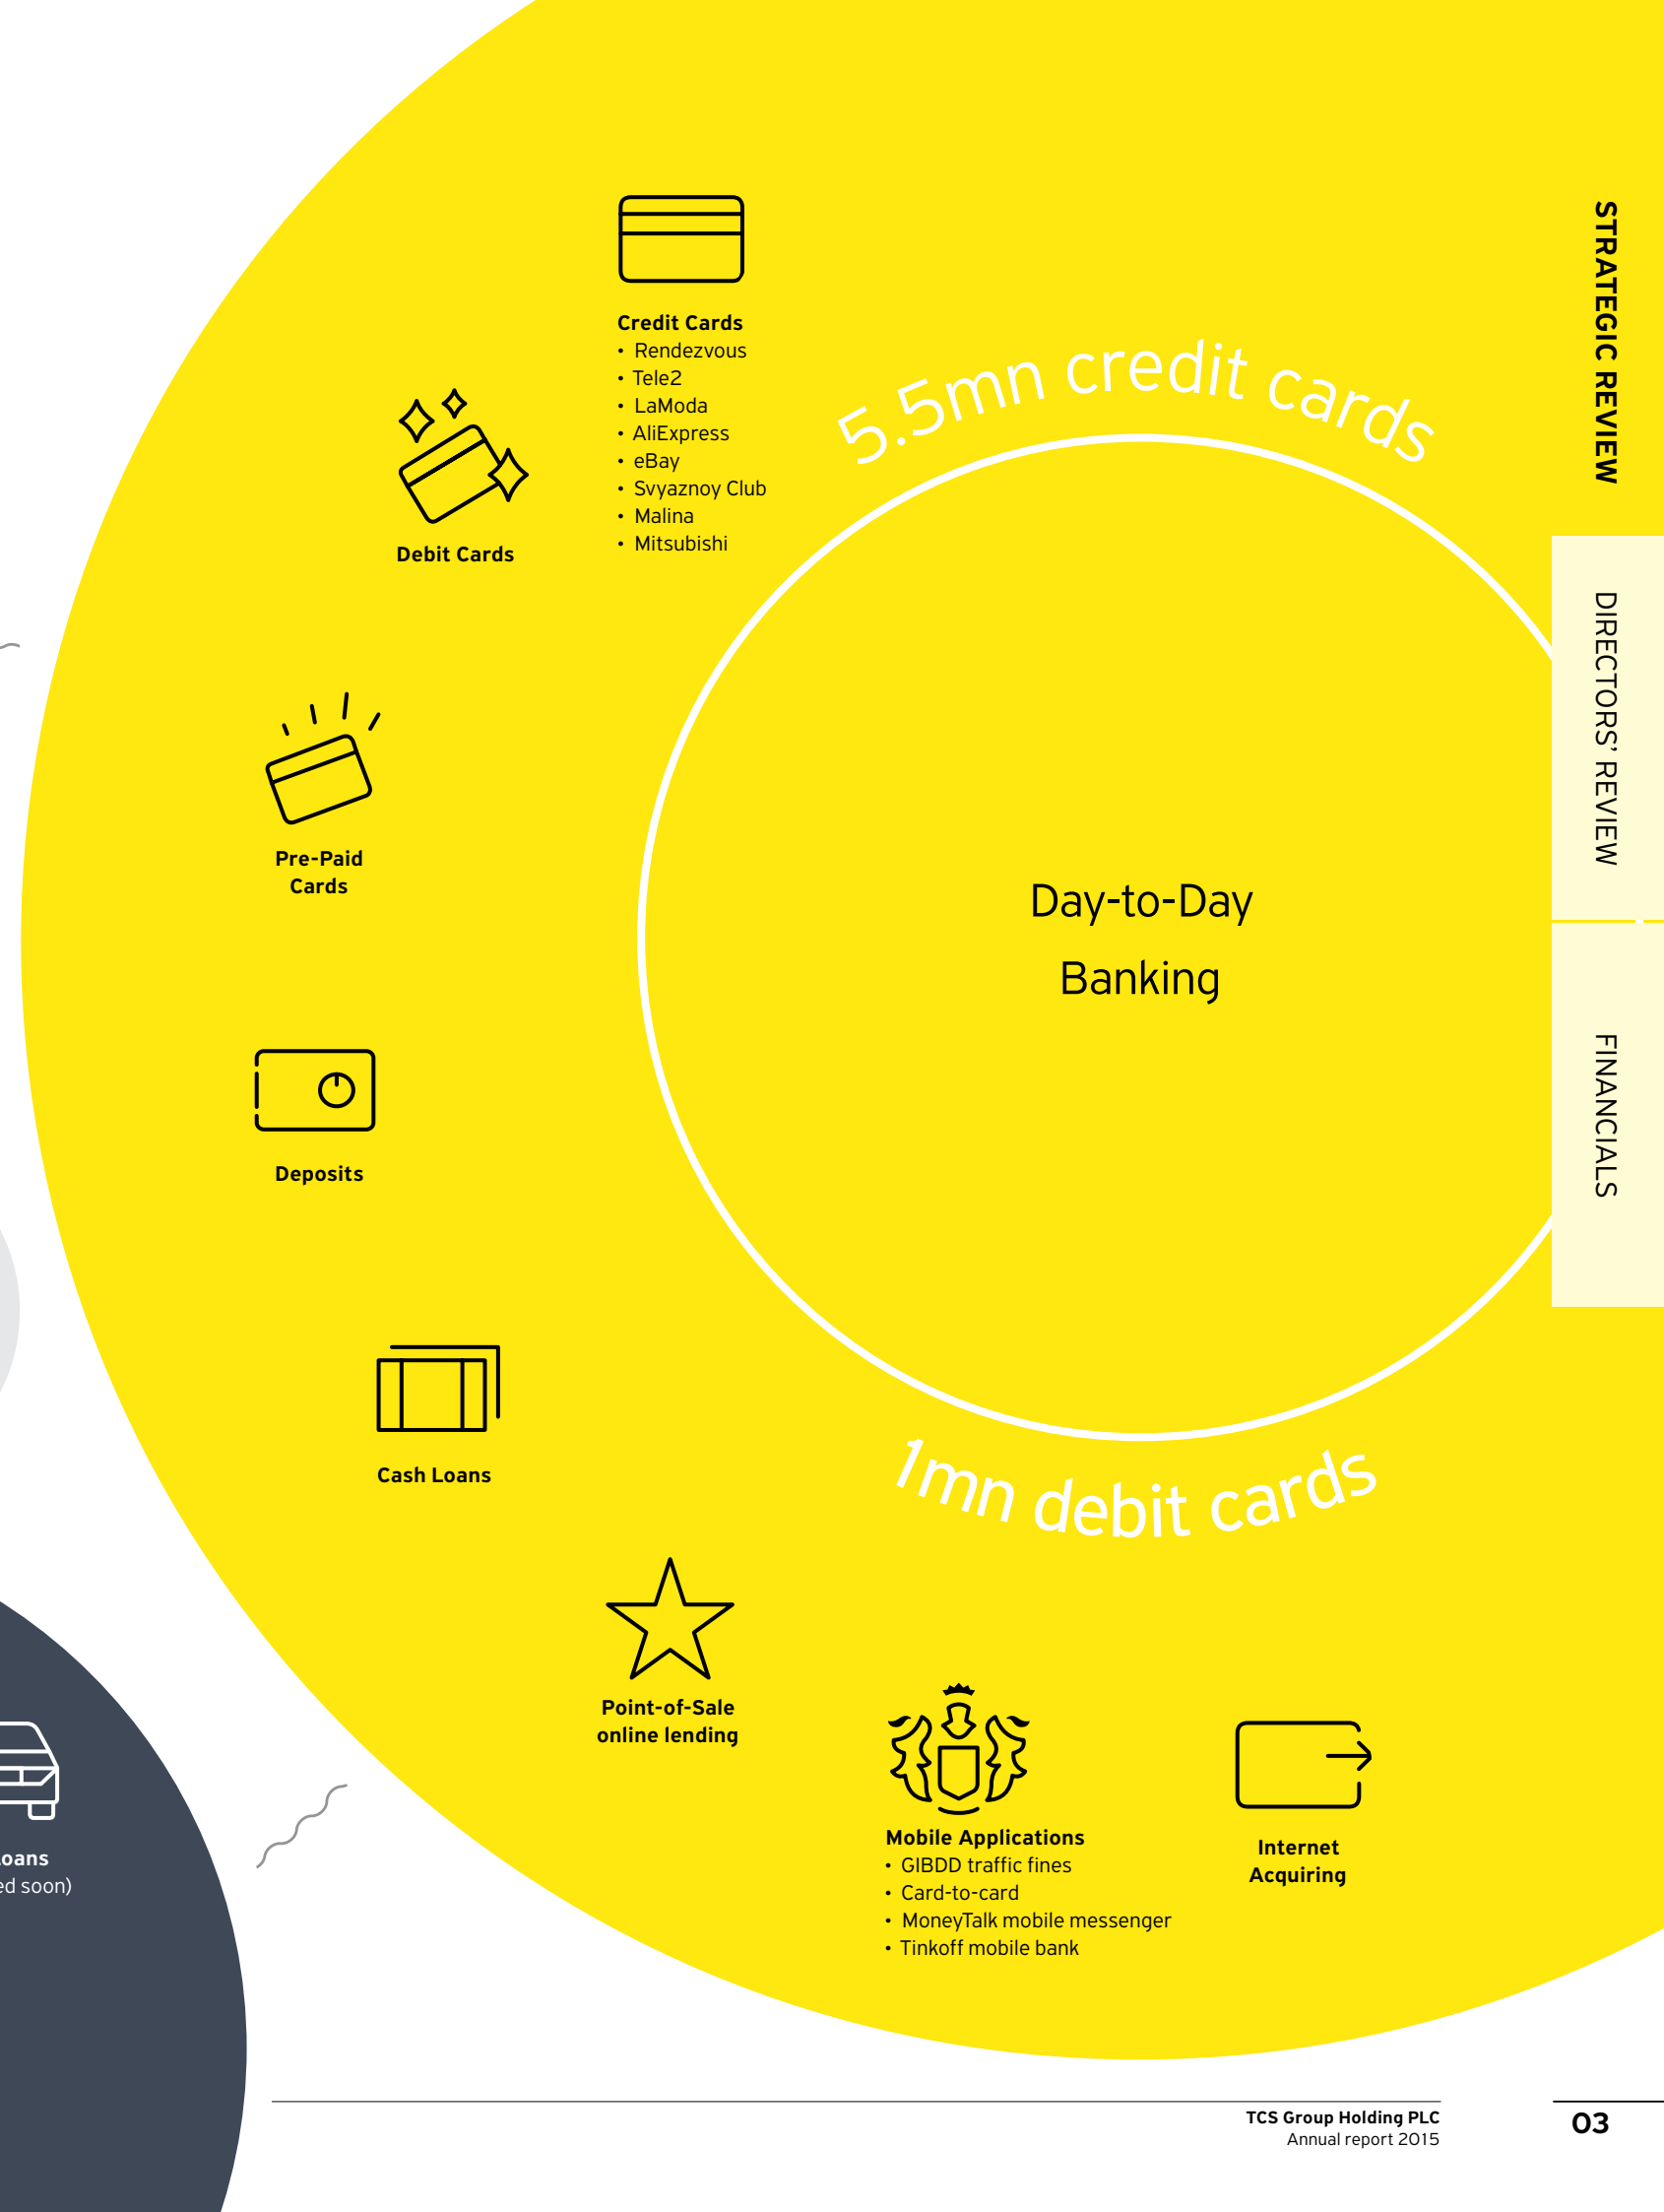 STRATEGIC REVIEW
DIRECTORS’ REVIEW
FINANCIALS
5.5mn credit cards
Credit Cards
• Rendezvous
• Tele2
• LaModa
• AliExpress
• eBay
• Svyaznoy Club
• Malina
• Mitsubishi
Debit Cards
Pre-Paid
Cards
Day-to-Day
Banking
Deposits
Cash Loans
1mn debit cards
Point-of-Sale
online lending
Mobile Applications
• GIBDD traffic fines
• Card-to-card
• MoneyTalk mobile messenger
• Tinkoff mobile bank
Internet
Acquiring
oans
ed soon)
TCS Group Holding PLC
Annual report 2015
03